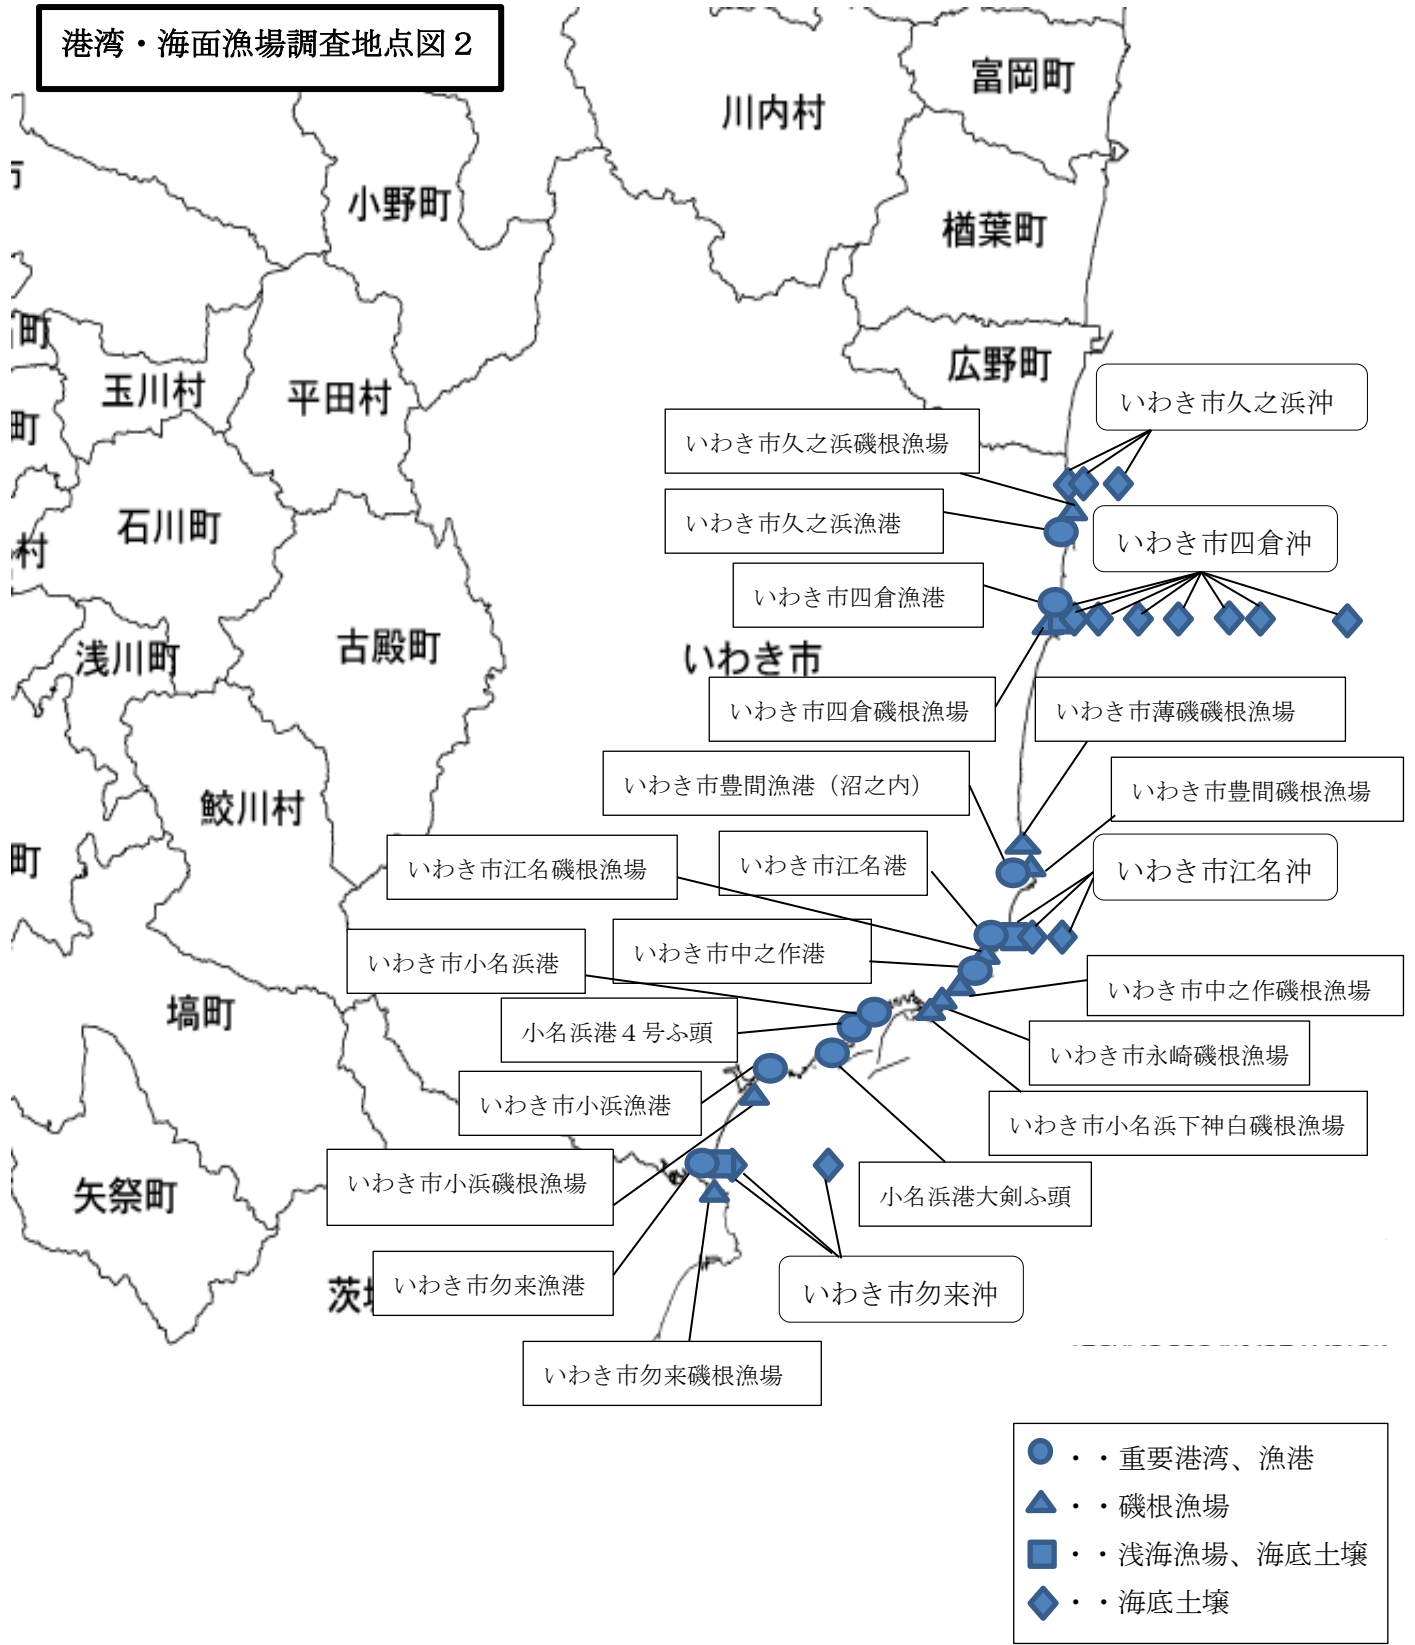 港湾・海面漁場調査地点図２
富岡町
川内村
小野町
楢葉町
町
広野町
玉川村
平田村
いわき市久之浜沖
町
いわき市久之浜磯根漁場
石川町
いわき市久之浜漁港
村
いわき市四倉沖
いわき市四倉漁港
浅川町
古殿町
いわき市
いわき市四倉磯根漁場
いわき市薄磯磯根漁場
いわき市豊間漁港（沼之内）
いわき市豊間磯根漁場
鮫川村
町
いわき市江名磯根漁場
いわき市江名港
いわき市江名沖
いわき市小名浜港
いわき市中之作港
いわき市中之作磯根漁場
塙町
小名浜港４号ふ頭
いわき市永崎磯根漁場
いわき市小浜漁港
いわき市小名浜下神白磯根漁場
矢祭町
いわき市小浜磯根漁場
小名浜港大剣ふ頭
茨
いわき市勿来漁港
いわき市勿来沖
いわき市勿来磯根漁場
・・重要港湾、漁港
・・磯根漁場
・・浅海漁場、海底土壌
・・海底土壌